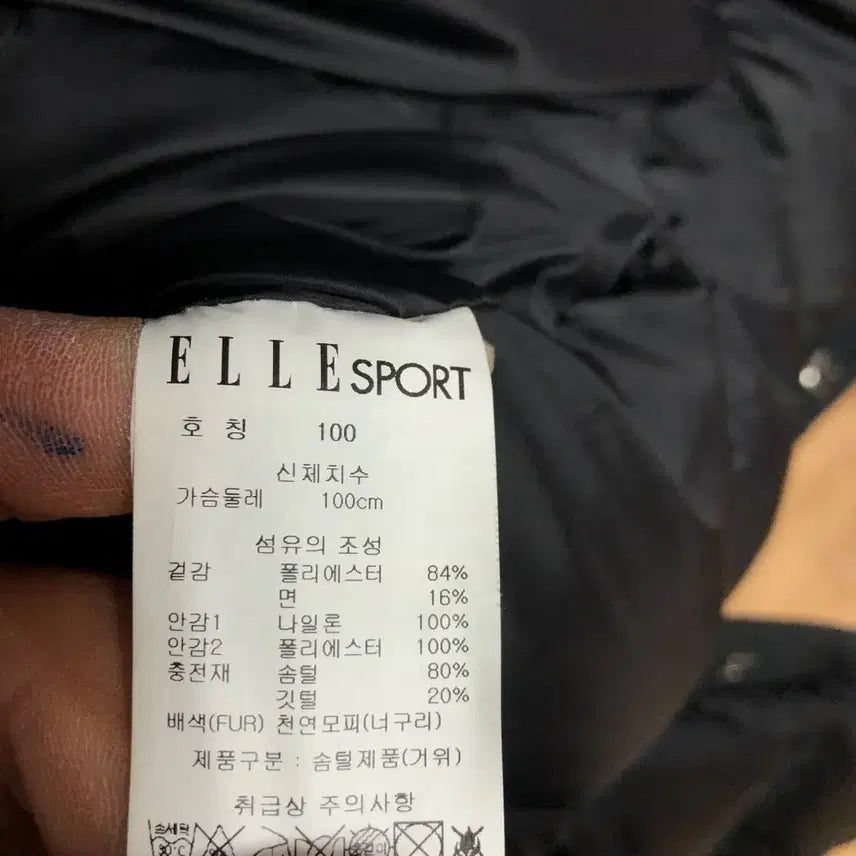 ELLE SPORT
호 칭 100
신체치수
가슴둘레 100cm
섬유의 조성
겉감 폴리에스터 84%
면 16%
안감1 나일론 100%
안감2 폴리에스터 100%
충전재 솜털 80%
깃털 20%
배색(FUR) 천연모피(너구리)
제품구분 : 솜털제품(거위)
취급상 주의사항
손세탁
30°C